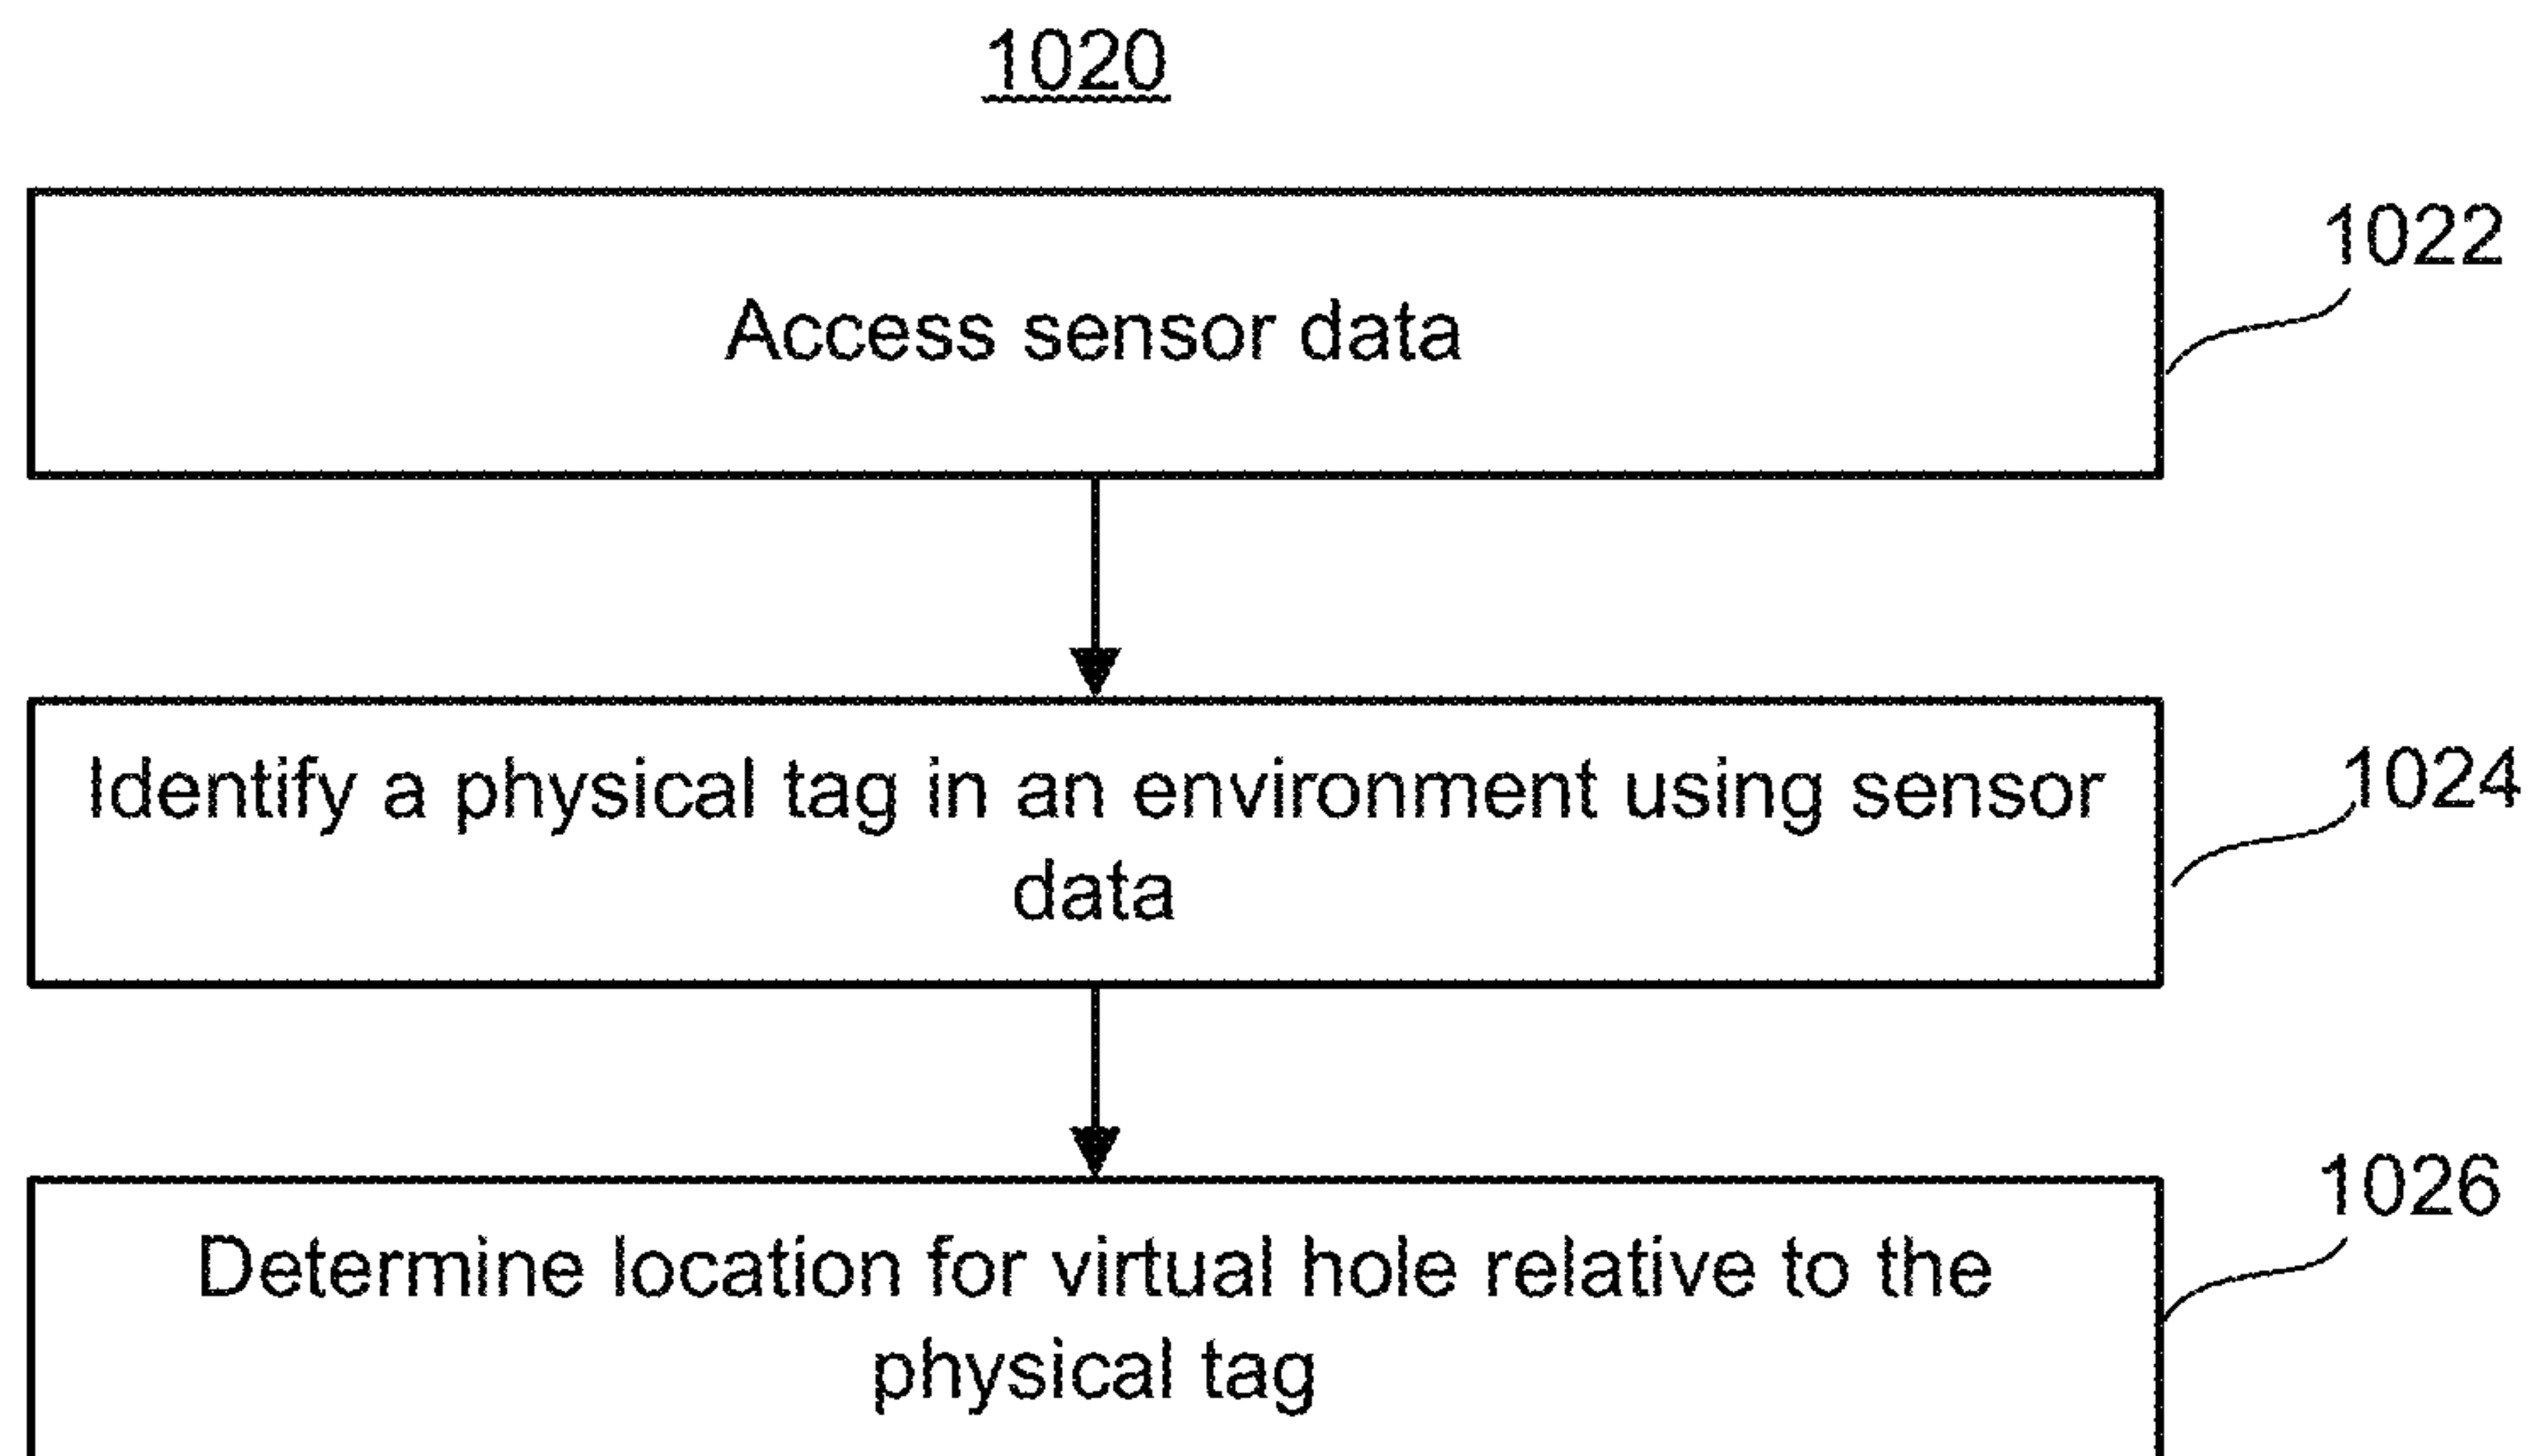 1020
Access sensor data
1022
Identify a physical tag in an environment using sensor
data
1024
Determine location for virtual hole relative to the
physical tag
1026